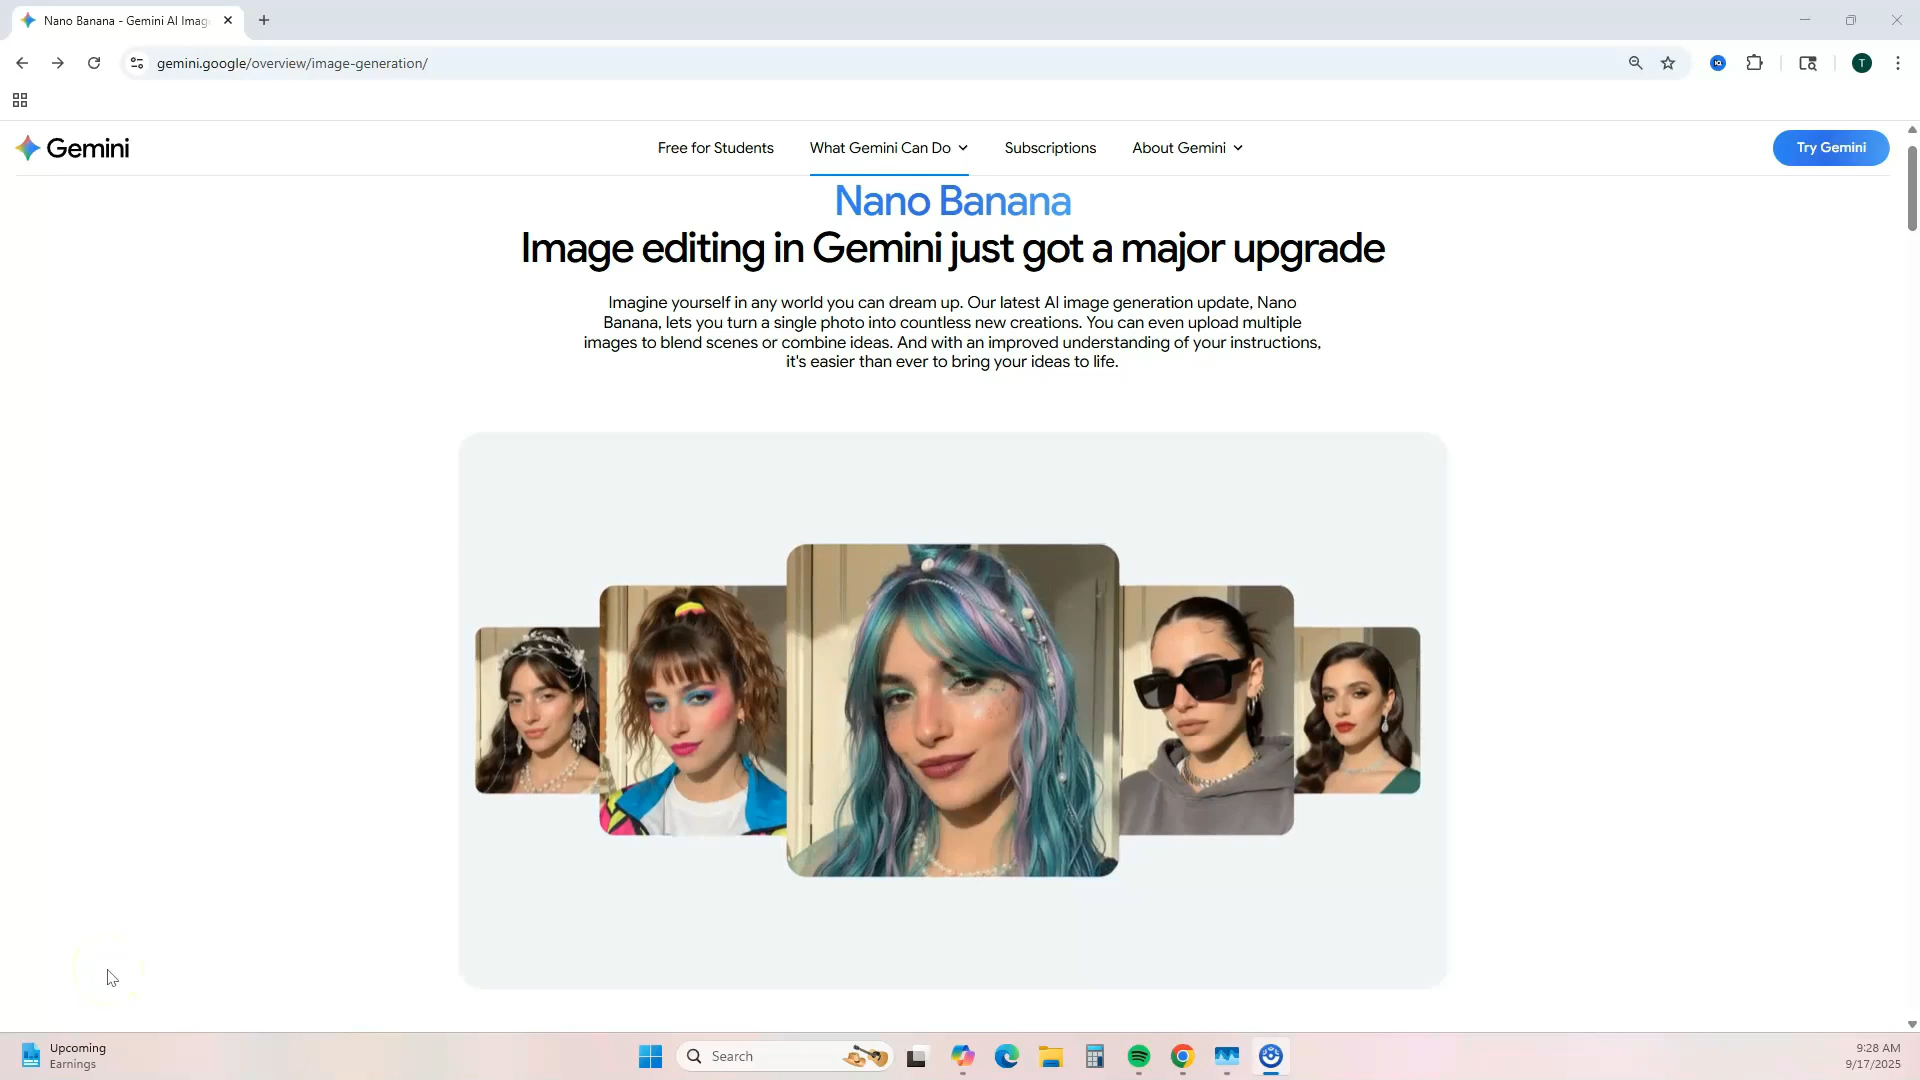 Nano Banana - Gemini AI Imag
gemini.google/overview/image-generation/
T
Gemini
Free for Students
What Gemini Can Do
Subscriptions
About Gemini
Try Gemini
Nano Banana
Image editing in Gemini just got a major upgrade
Imagine yourself in any world you can dream up. Our latest AI image generation update, Nano
Banana, lets you turn a single photo into countless new creations. You can even upload multiple
images to blend scenes or combine ideas. And with an improved understanding of your instructions,
it's easier than ever to bring your ideas to life.
Upcoming
Earnings
Search
9:28 AM
9/17/2025